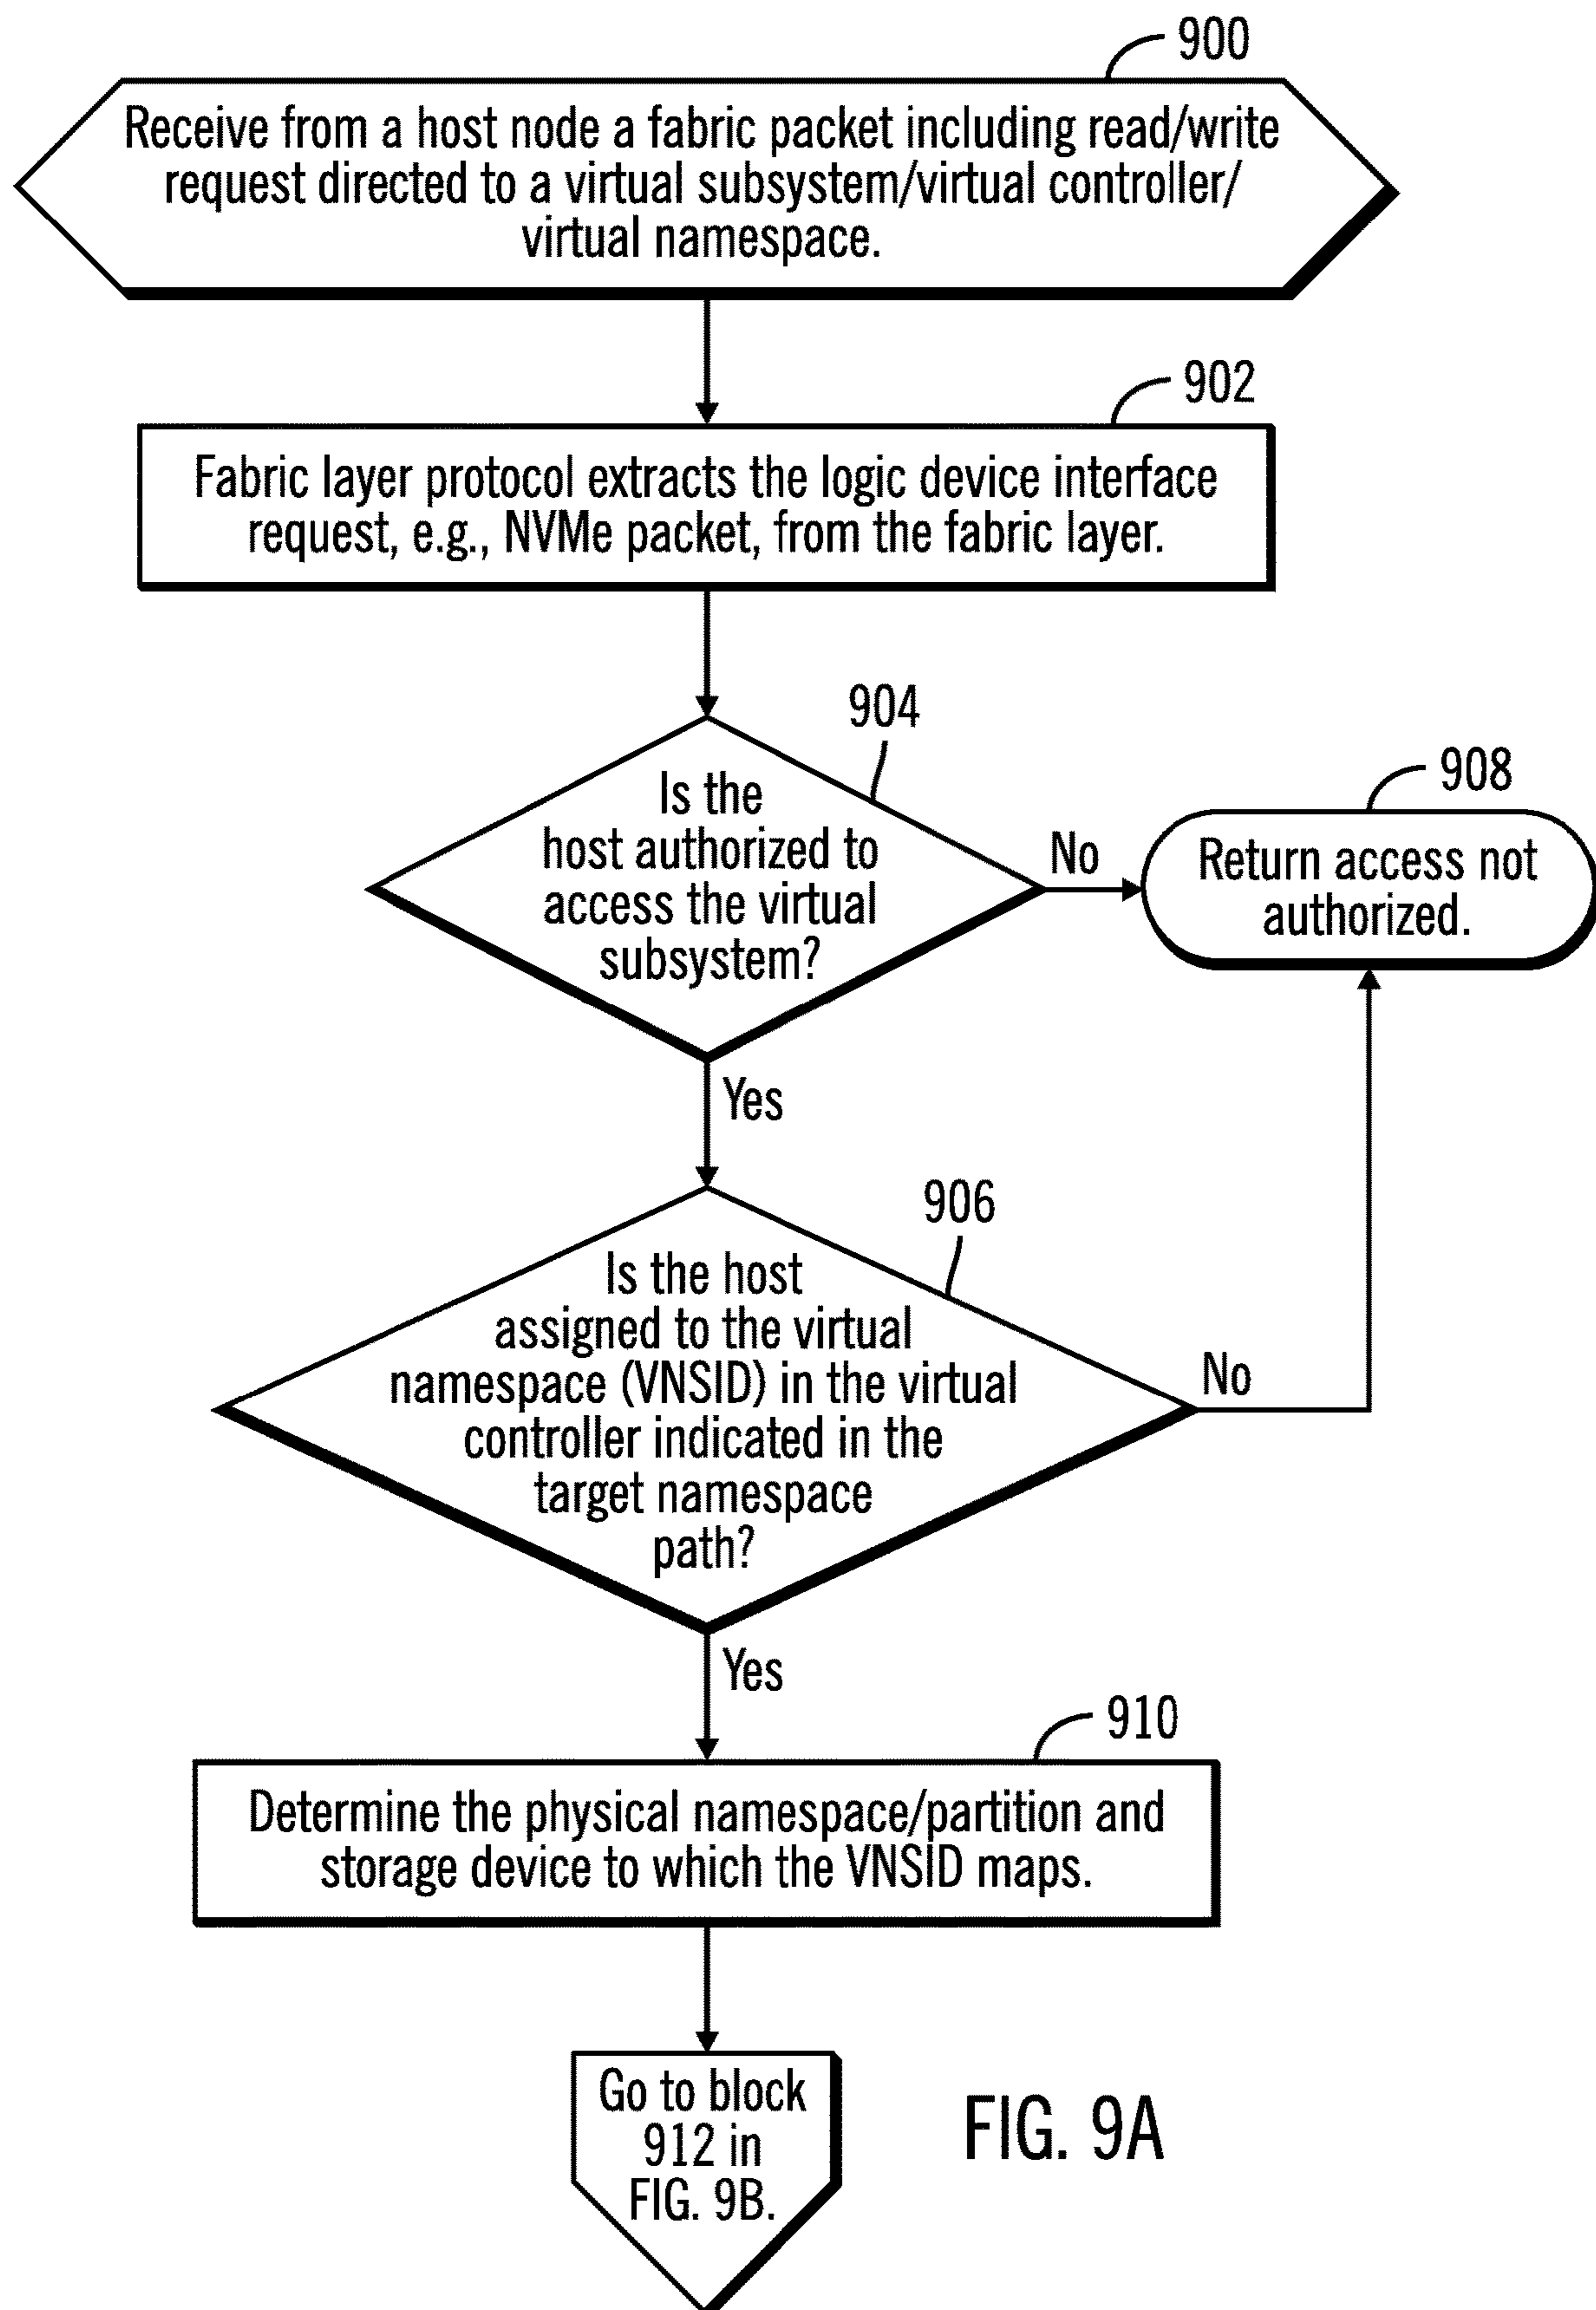 900
Receive from a host node a fabric packet including read/write
request directed to a virtual subsystem/virtual controller/
virtual namespace.
902
Fabric layer protocol extracts the logic device interface
request, e.g., NVMe packet, from the fabric layer.
904
Is the
host authorized to
access the virtual
subsystem?
No
908
Return access not
authorized.
Yes
906
Is the host
assigned to the virtual
namespace (VNSID) in the virtual
controller indicated in the
target namespace
path?
No
Yes
910
Determine the physical namespace/partition and
storage device to which the VNSID maps.
Go to block
912 in
FIG. 9B.
FIG. 9A